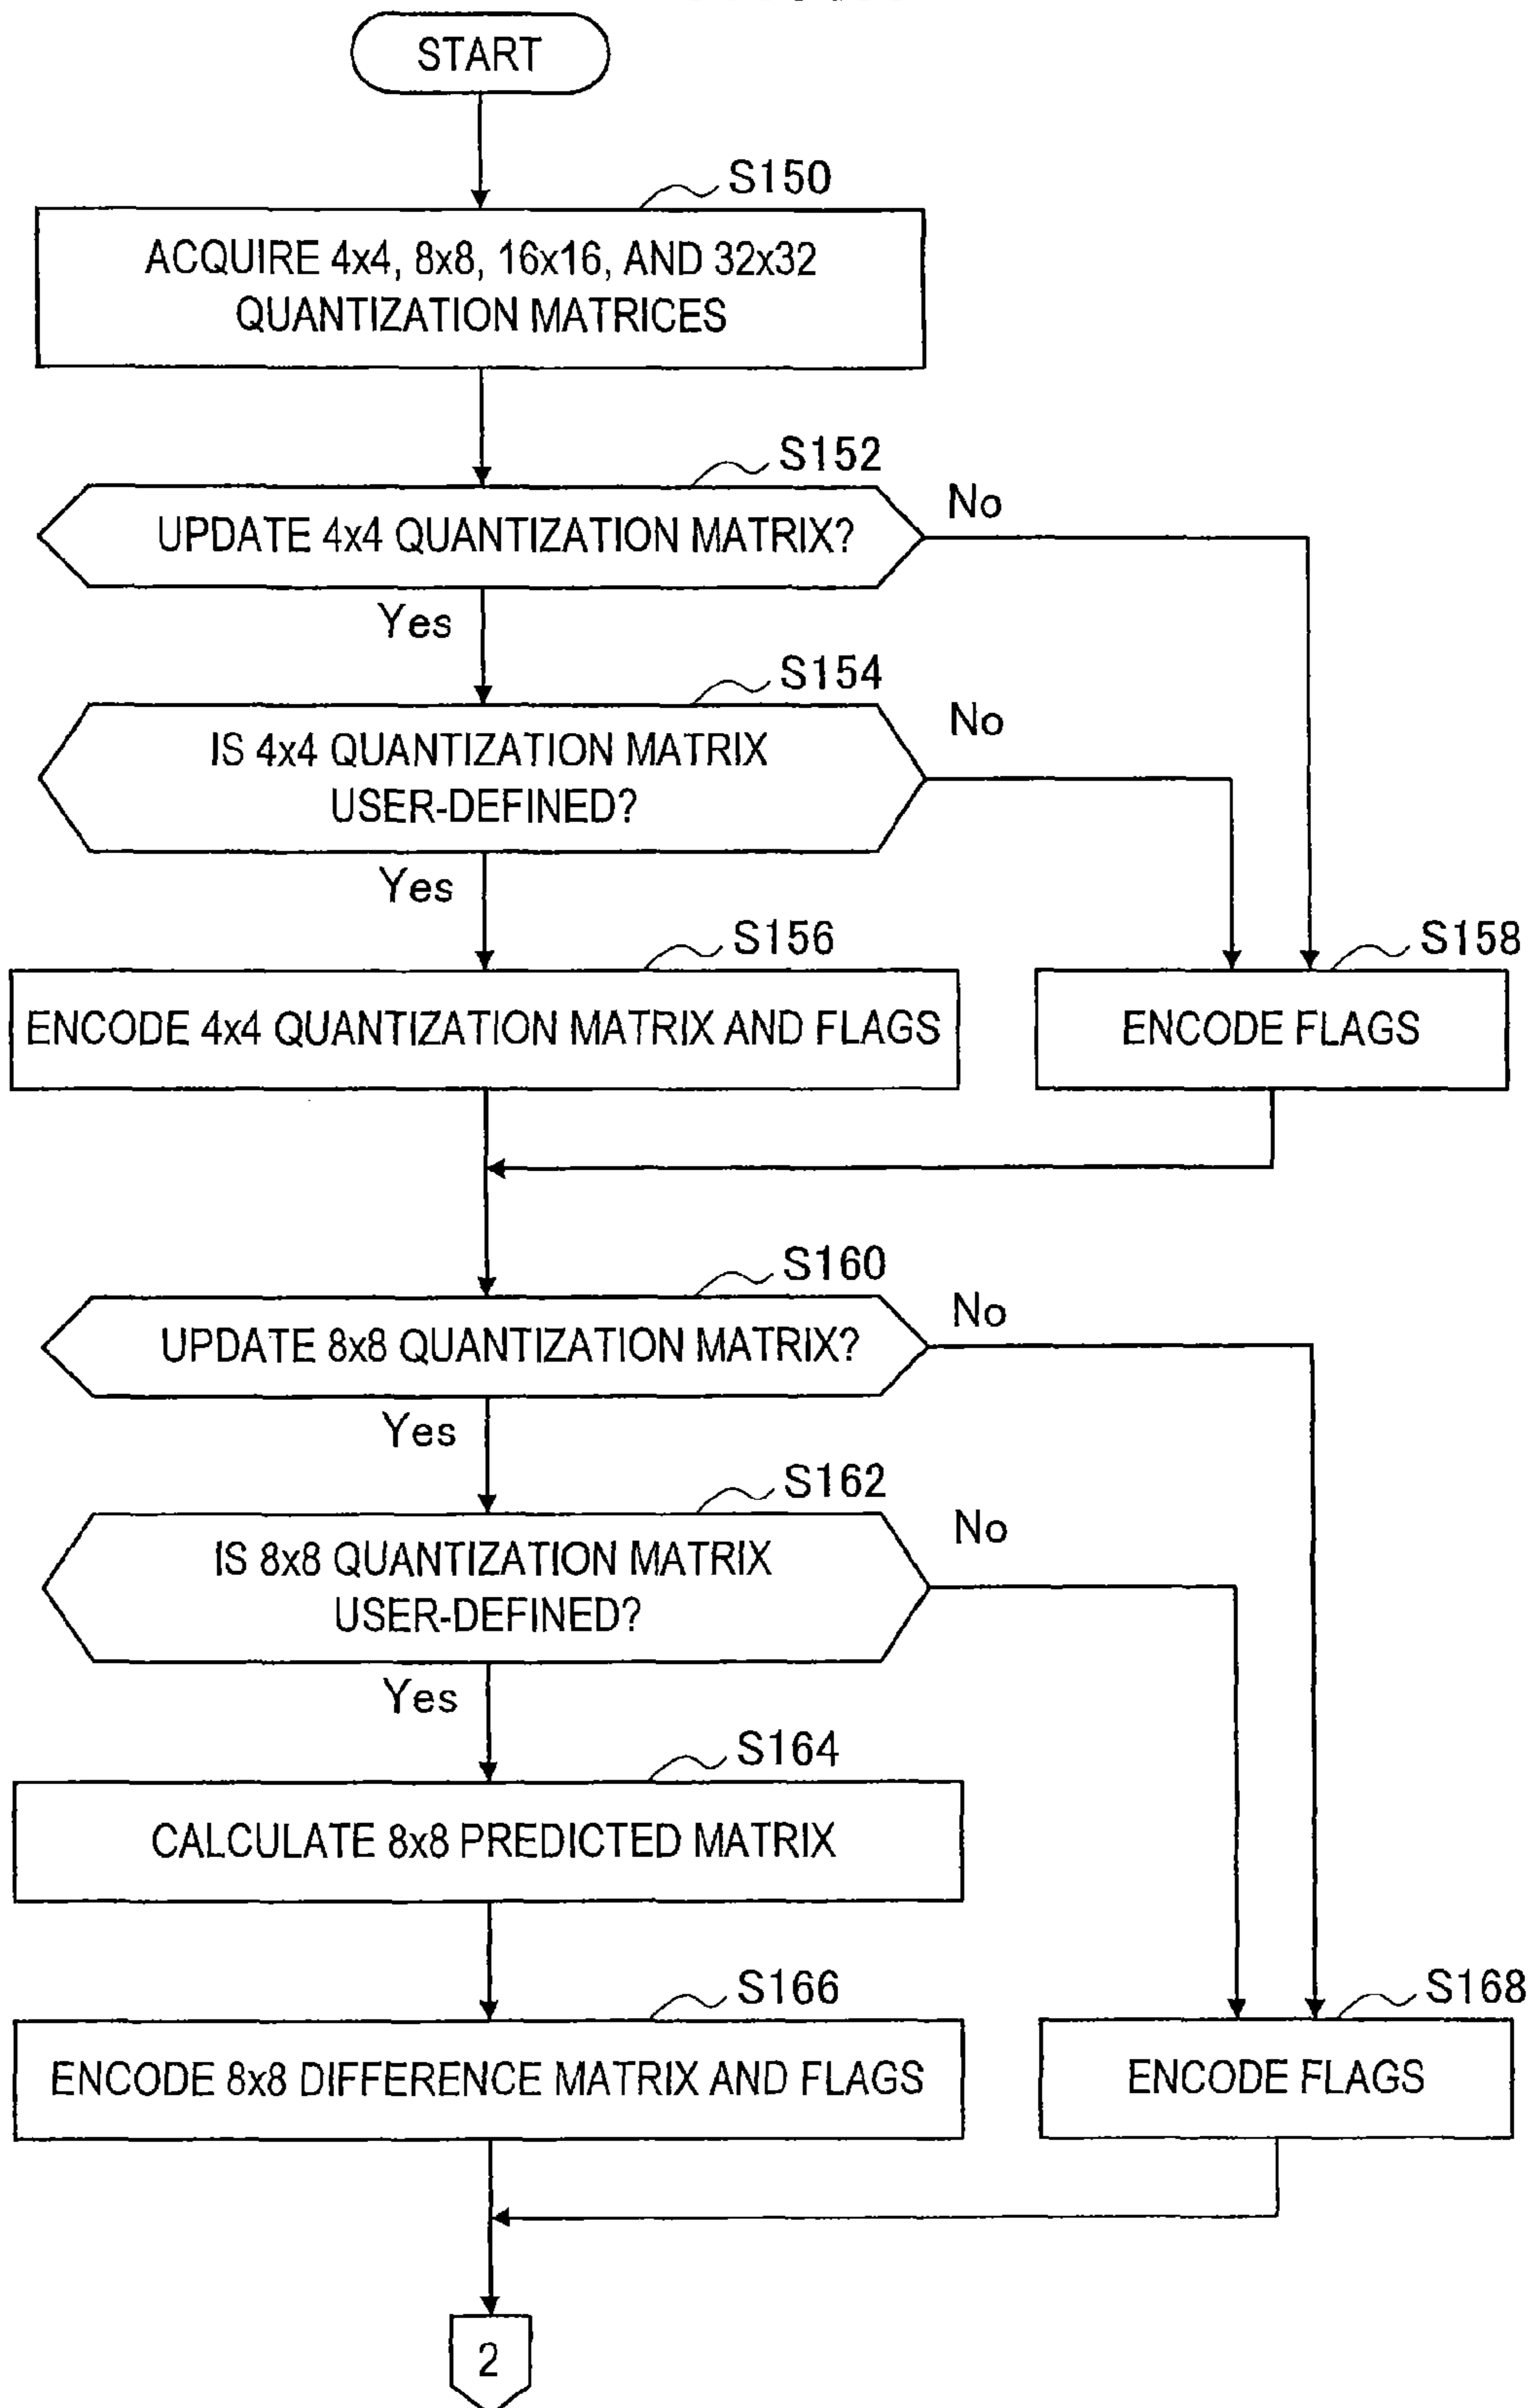 START
S150
ACQUIRE 4x4, 8x8, 16x16, AND 32x32
QUANTIZATION MATRICES
S152
UPDATE 4x4 QUANTIZATION MATRIX?
No
Yes
S154
IS 4x4 QUANTIZATION MATRIX
USER-DEFINED?
No
Yes
S156
ENCODE 4x4 QUANTIZATION MATRIX AND FLAGS
S158
ENCODE FLAGS
S160
UPDATE 8x8 QUANTIZATION MATRIX?
No
Yes
S162
IS 8x8 QUANTIZATION MATRIX
USER-DEFINED?
No
Yes
S164
CALCULATE 8x8 PREDICTED MATRIX
S166
ENCODE 8x8 DIFFERENCE MATRIX AND FLAGS
S168
ENCODE FLAGS
2